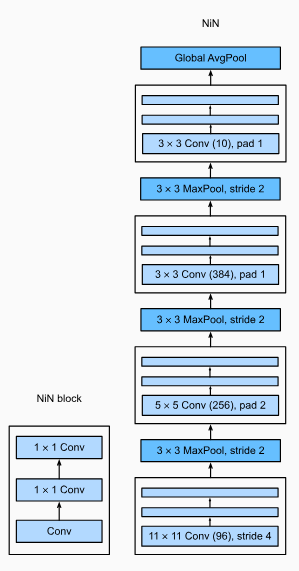 NiN
Global AvgPool
3 × 3 Conv (10), pad 1
3 × 3 MaxPool, stride 2
3 × 3 Conv (384), pad 1
3 × 3 MaxPool, stride 2
5 × 5 Conv (256), pad 2
3 × 3 MaxPool, stride 2
11 × 11 Conv (96), stride 4
NiN block
1 × 1 Conv
1 × 1 Conv
Conv